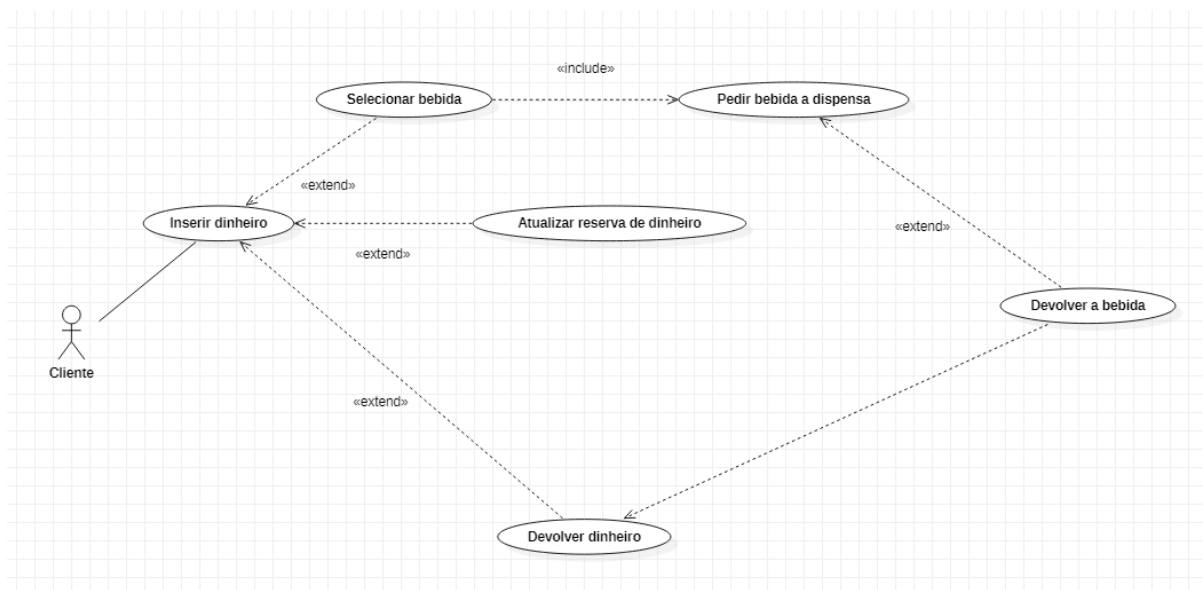 «include»
Selecionar bebida
Pedir bebida a dispensa
«extend»
Inserir dinheiro
Atualizar reserva de dinheiro
«extend»
«extend»
Devolver a bebida
Cliente
«extend»
Devolver dinheiro